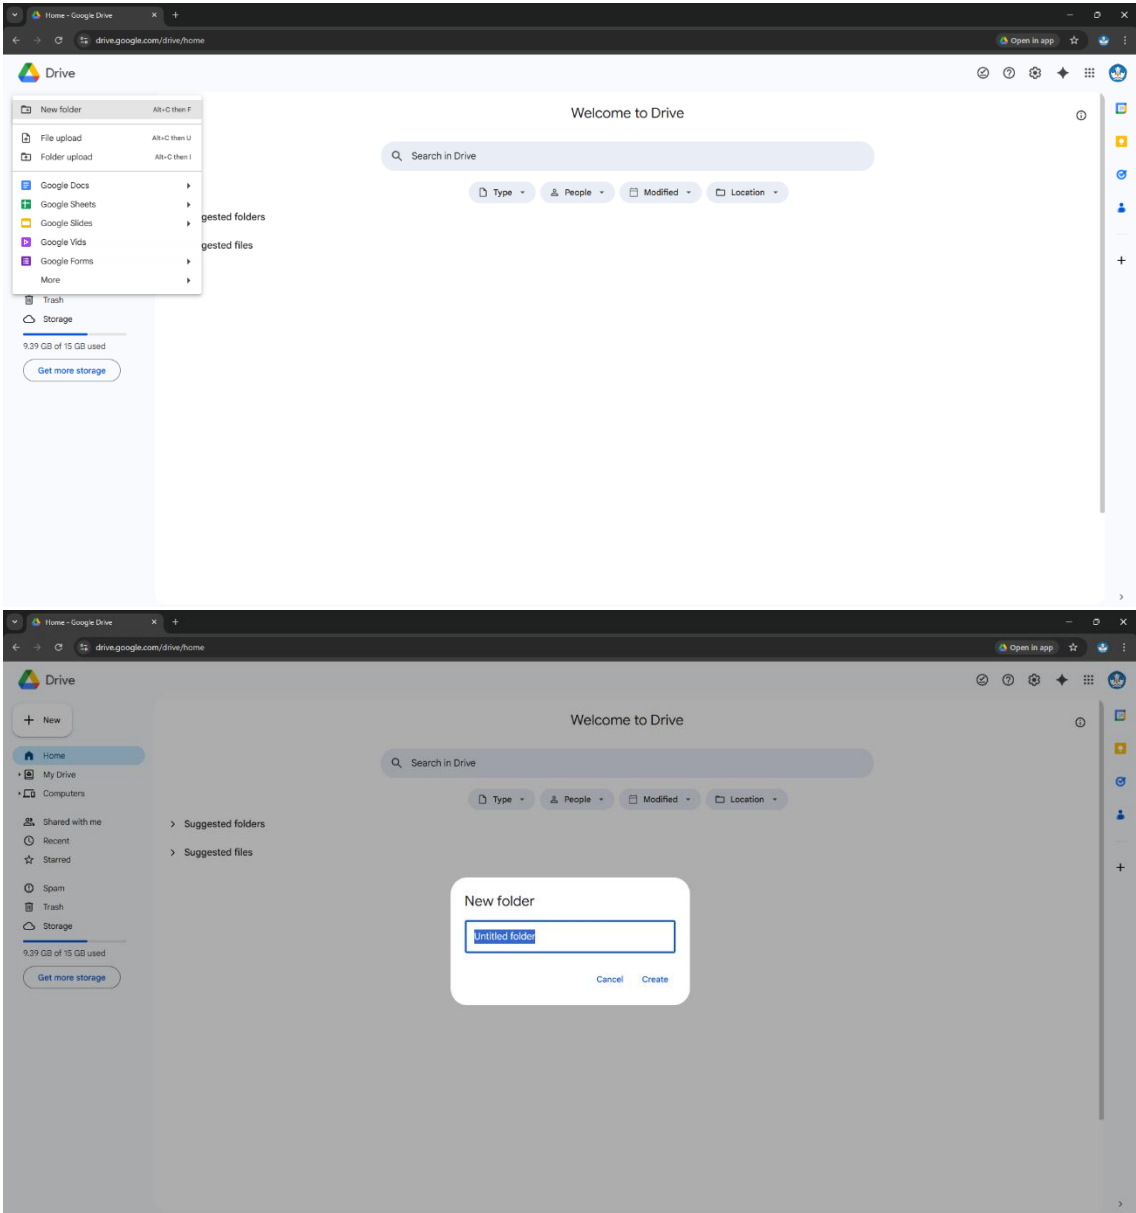 Home - Google Drive
drive.google.com/drive/home
Open in app
Drive
New folder Alt+C then F
File upload Alt+C then U
Folder upload Alt+C then I
Google Docs
Google Sheets
Google Slides
Google Vids
Google Forms
More
Trash
Storage
9.39 GB of 15 GB used
Get more storage
Welcome to Drive
Search in Drive
Type People Modified Location
gested folders
gested files
Home - Google Drive
drive.google.com/drive/home
Open in app
Drive
New
Home
My Drive
Computers
Shared with me
Recent
Starred
Spam
Trash
Storage
9.39 GB of 15 GB used
Get more storage
Welcome to Drive
Search in Drive
Type People Modified Location
Suggested folders
Suggested files
New folder
Untitled folder
Cancel Create